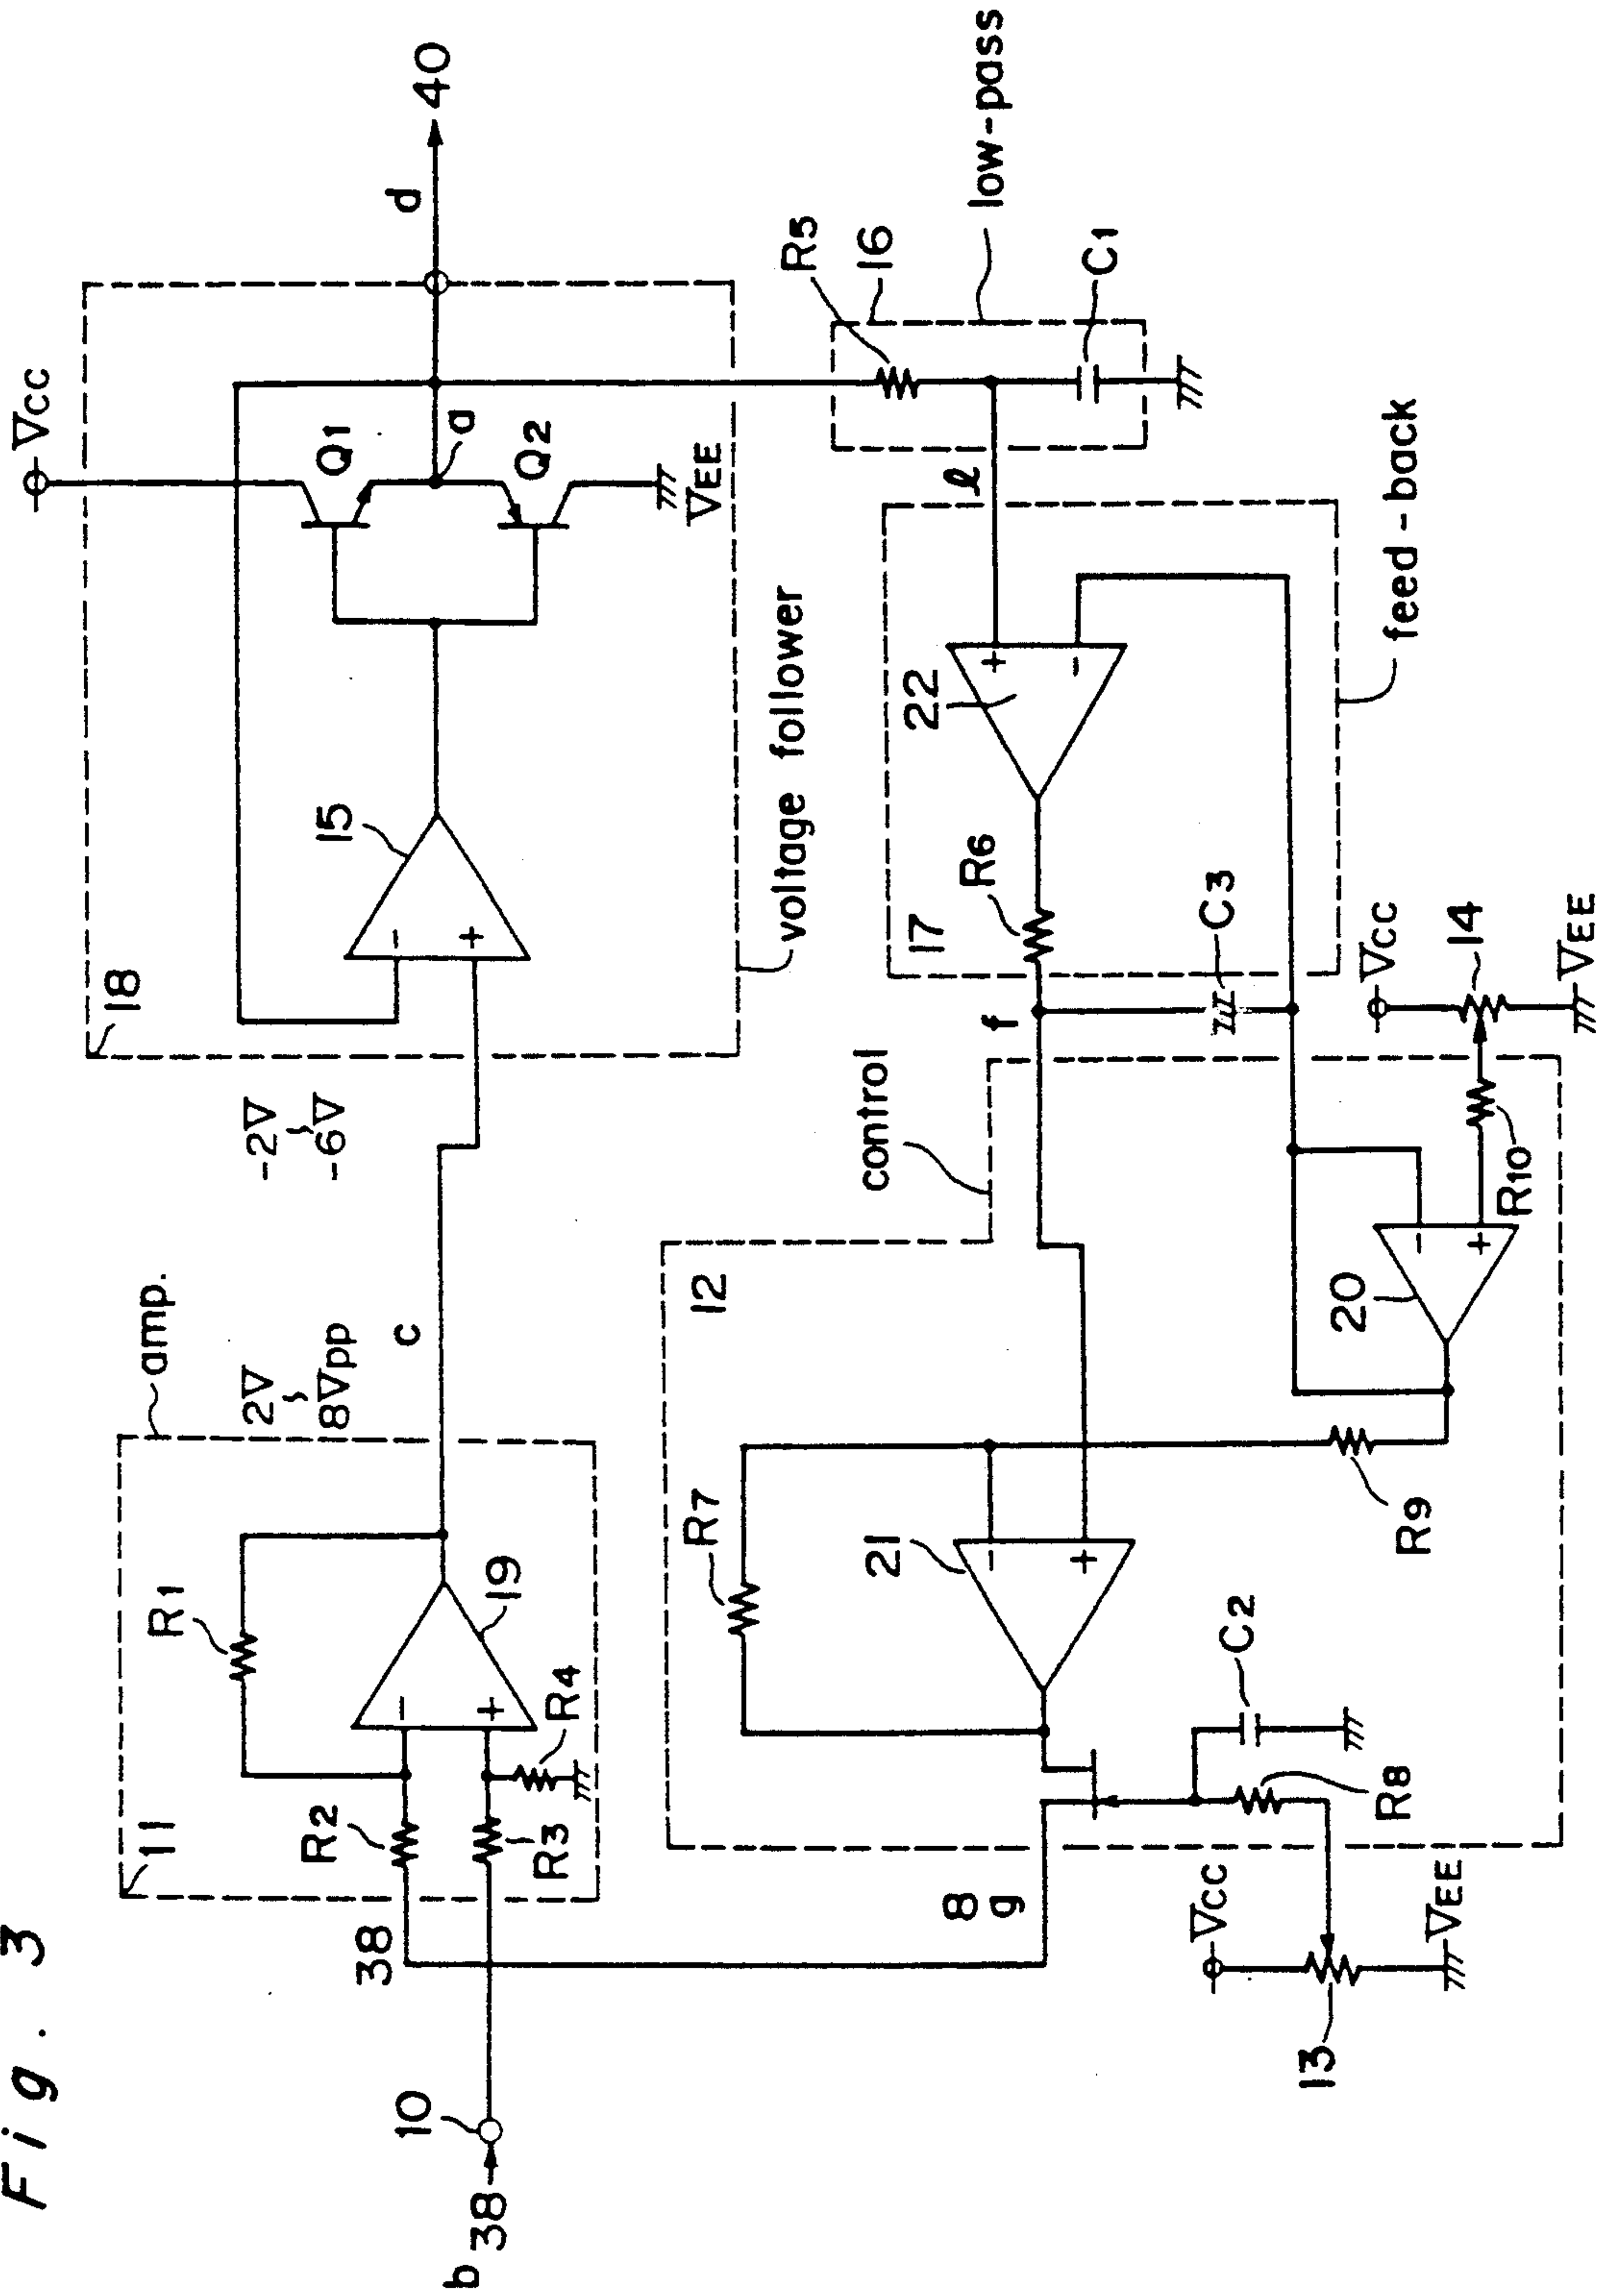 Fig. 3
b
38
10
38
11
amp.
R1
R2
R3
R4
19
-
+
2V
~
8Vpp
c
-2V
~
-6V
18
15
-
+
voltage follower
VCC
Q1
a
Q2
VEE
d
40
R5
16
low-pass
C1
ℓ
22
+
-
feed-back
R6
17
C3
f
control
12
R7
21
-
+
R9
20
-
+
R10
VCC
14
VEE
8
g
C2
R8
VCC
13
VEE